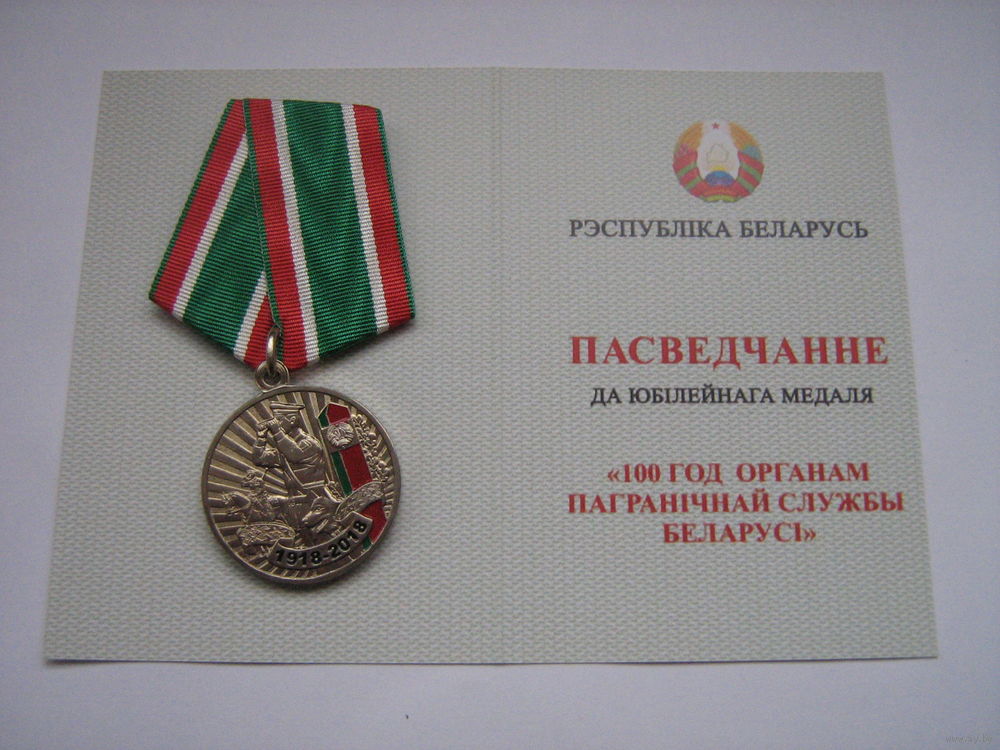 РЭСПУБЛІКА БЕЛАРУСЬ
ПАСВЕДЧАННЕ
ДА ЮБІЛЕЙНАГА МЕДАЛЯ
«100 ГОД ОРГАНАМ
ПАГРАНІЧНАЙ СЛУЖБЫ
БЕЛАРУСІ»
1918-2018